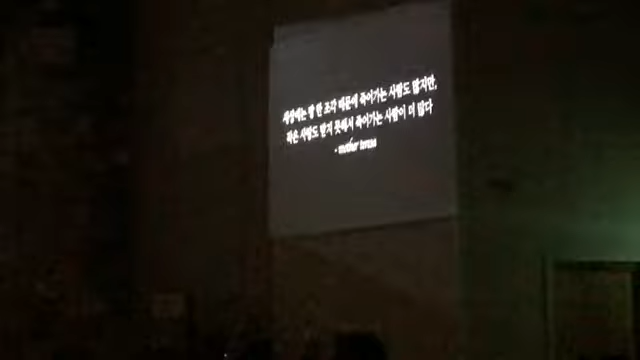 세상에는 빵 한 조각 때문에 죽어가는 사람도 많지만,
작은 사랑도 받지 못해서 죽어가는 사람이 더 많다
- mother teresa